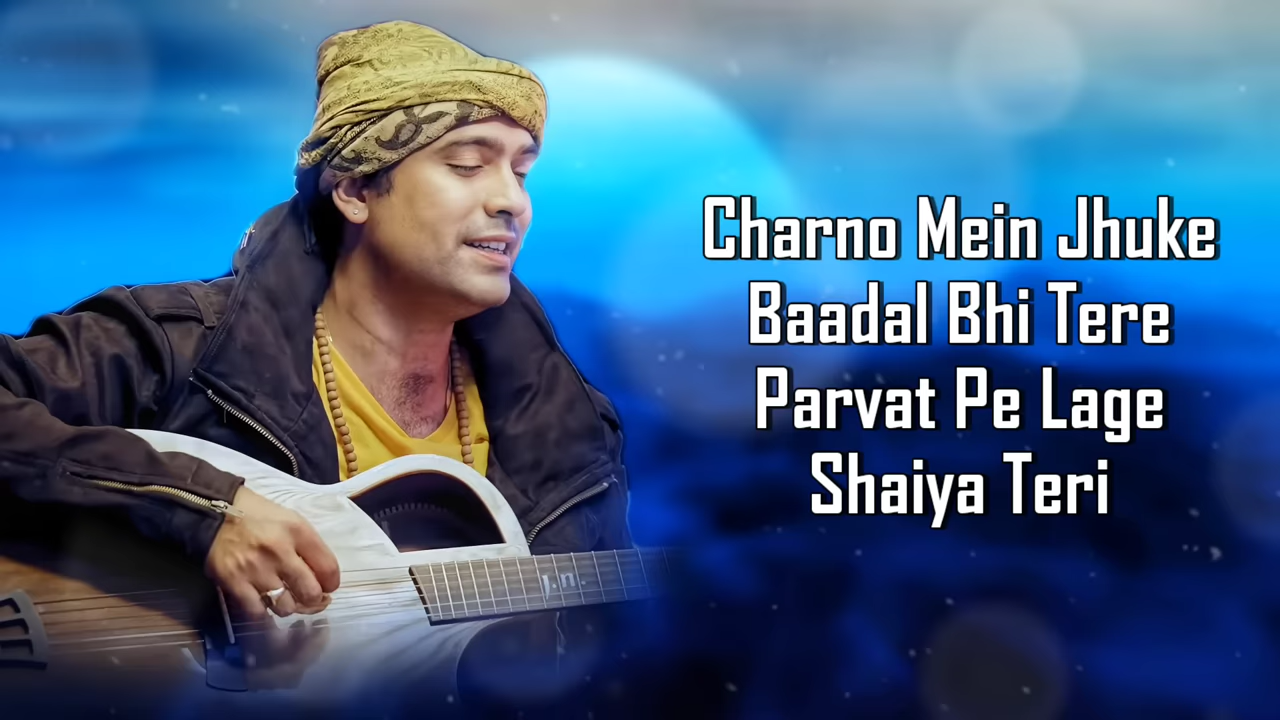 Charno Mein Jhuke
Baadal Bhi Tere
Parvat Pe Lage
Shaiya Teri
j.n.